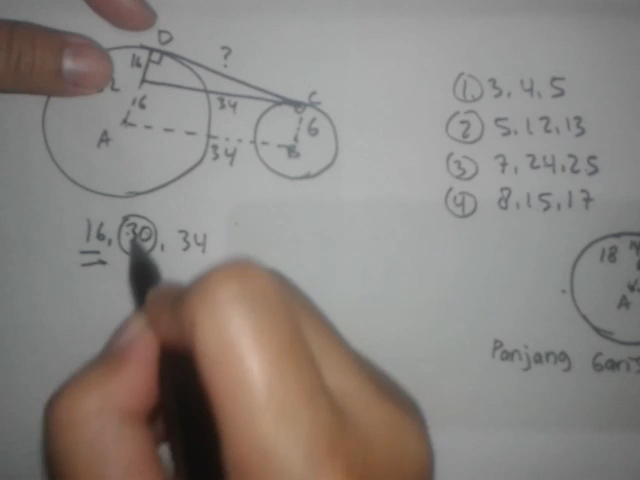 D
16 ?
C
16 34
6
A
34 B
① 3, 4, 5
② 5, 12, 13
③ 7, 24, 25
④ 8, 15, 17
16, 30, 34
18
A
Panjang Garis